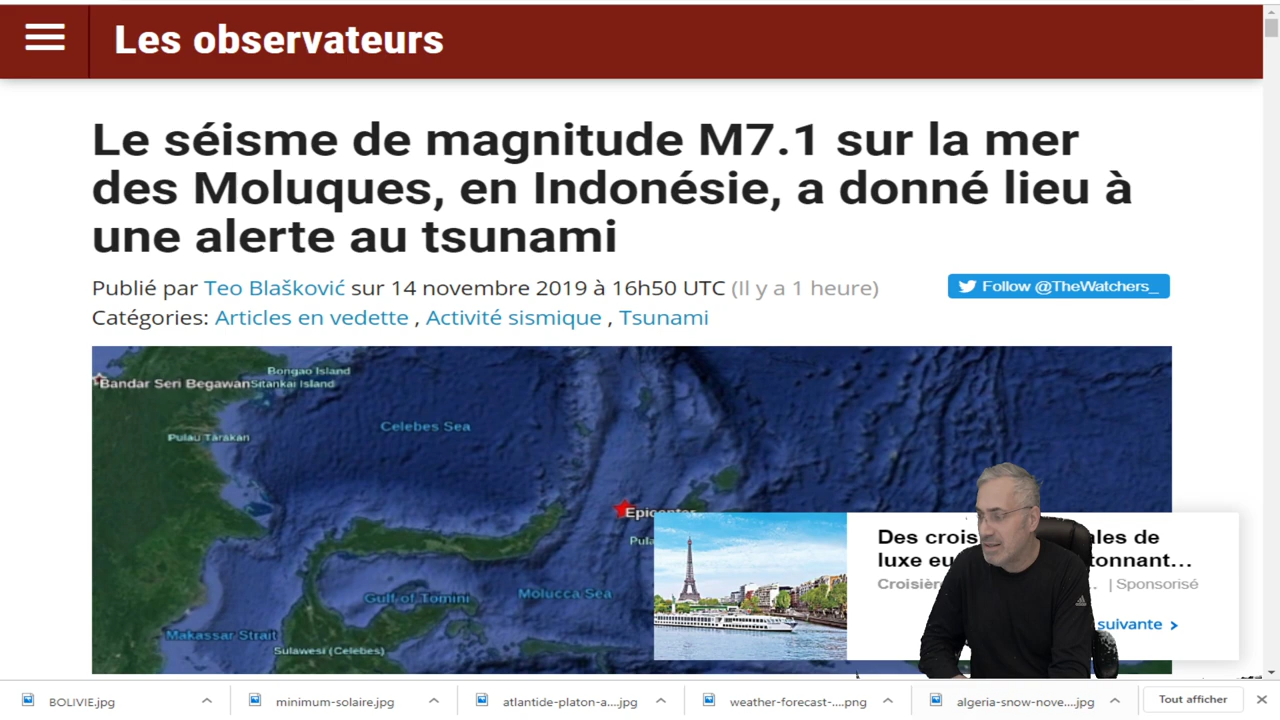 Les observateurs
Le séisme de magnitude M7.1 sur la mer
des Moluques, en Indonésie, a donné lieu à
une alerte au tsunami
Publié par Teo Blašković sur 14 novembre 2019 à 16h50 UTC (Il y a 1 heure)
Follow @TheWatchers_
Catégories: Articles en vedette , Activité sismique , Tsunami
Bongao Island
Bandar Seri Begawan Sitankai Island
Celebes Sea
Pulau Tarakan
Epicenter
Des de
luxe
| Sponsorisé
suivante >
Gulf of Tomini
Molucca Sea
Makassar Strait
Sulawesi (Celebes)
BOLIVIE.jpg
minimum-solaire.jpg
atlantide-platon-a....jpg
weather-forecast-....png
algeria-snow-nove....jpg
Tout afficher